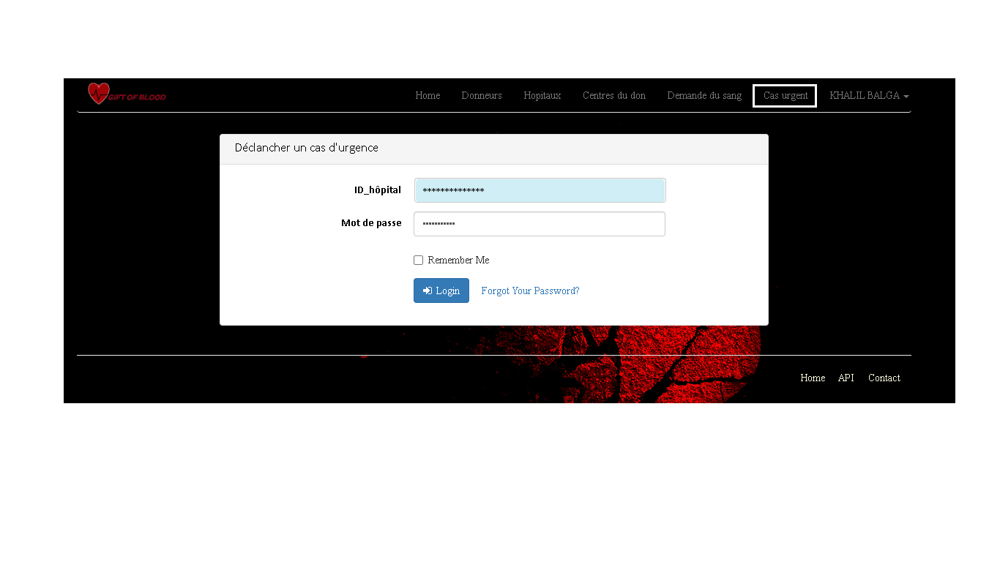 GIFT OF BLOOD
Home Donneurs Hopitaux Centres du don Demande du sang Cas urgent KHALIL BALGA
Déclancher un cas d'urgence
ID_hôpital **************
Mot de passe •••••••••••
Remember Me
Login Forgot Your Password?
Home API Contact